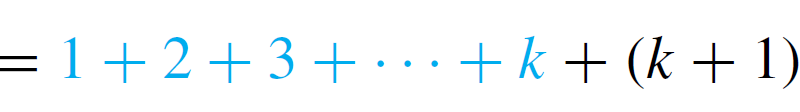 = 1 + 2 + 3 + · · · + k + (k + 1)